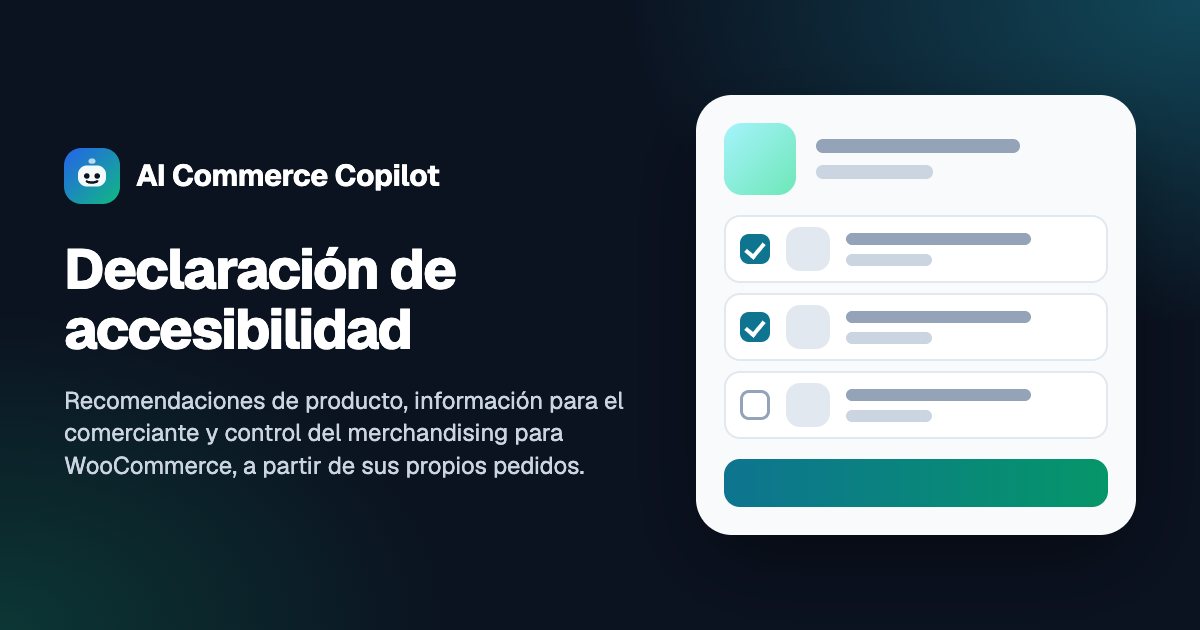 AI Commerce Copilot
Declaración de
accesibilidad
Recomendaciones de producto, información para el
comerciante y control del merchandising para
WooCommerce, a partir de sus propios pedidos.